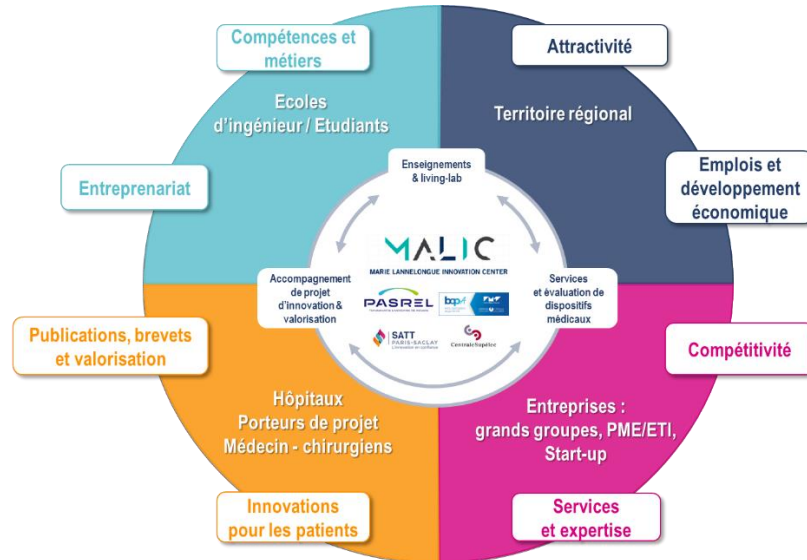 Compétences et
métiers
Attractivité
Ecoles
d'ingénieur / Etudiants
Territoire régional
Entreprenariat
Enseignements
& living-lab
Emplois et
développement
économique
MALIC
MARIE LANNELONGUE INNOVATION CENTER
Accompagnement
de projet
d'innovation &
valorisation
Services
et évaluation de
dispositifs
médicaux
PASREL
SATT
PARIS-SACLAY
CentraleSupélec
Publications, brevets
et valorisation
Compétitivité
Hôpitaux
Porteurs de projet
Médecin - chirurgiens
Entreprises :
grands groupes, PME/ETI,
Start-up
Innovations
pour les patients
Services
et expertise